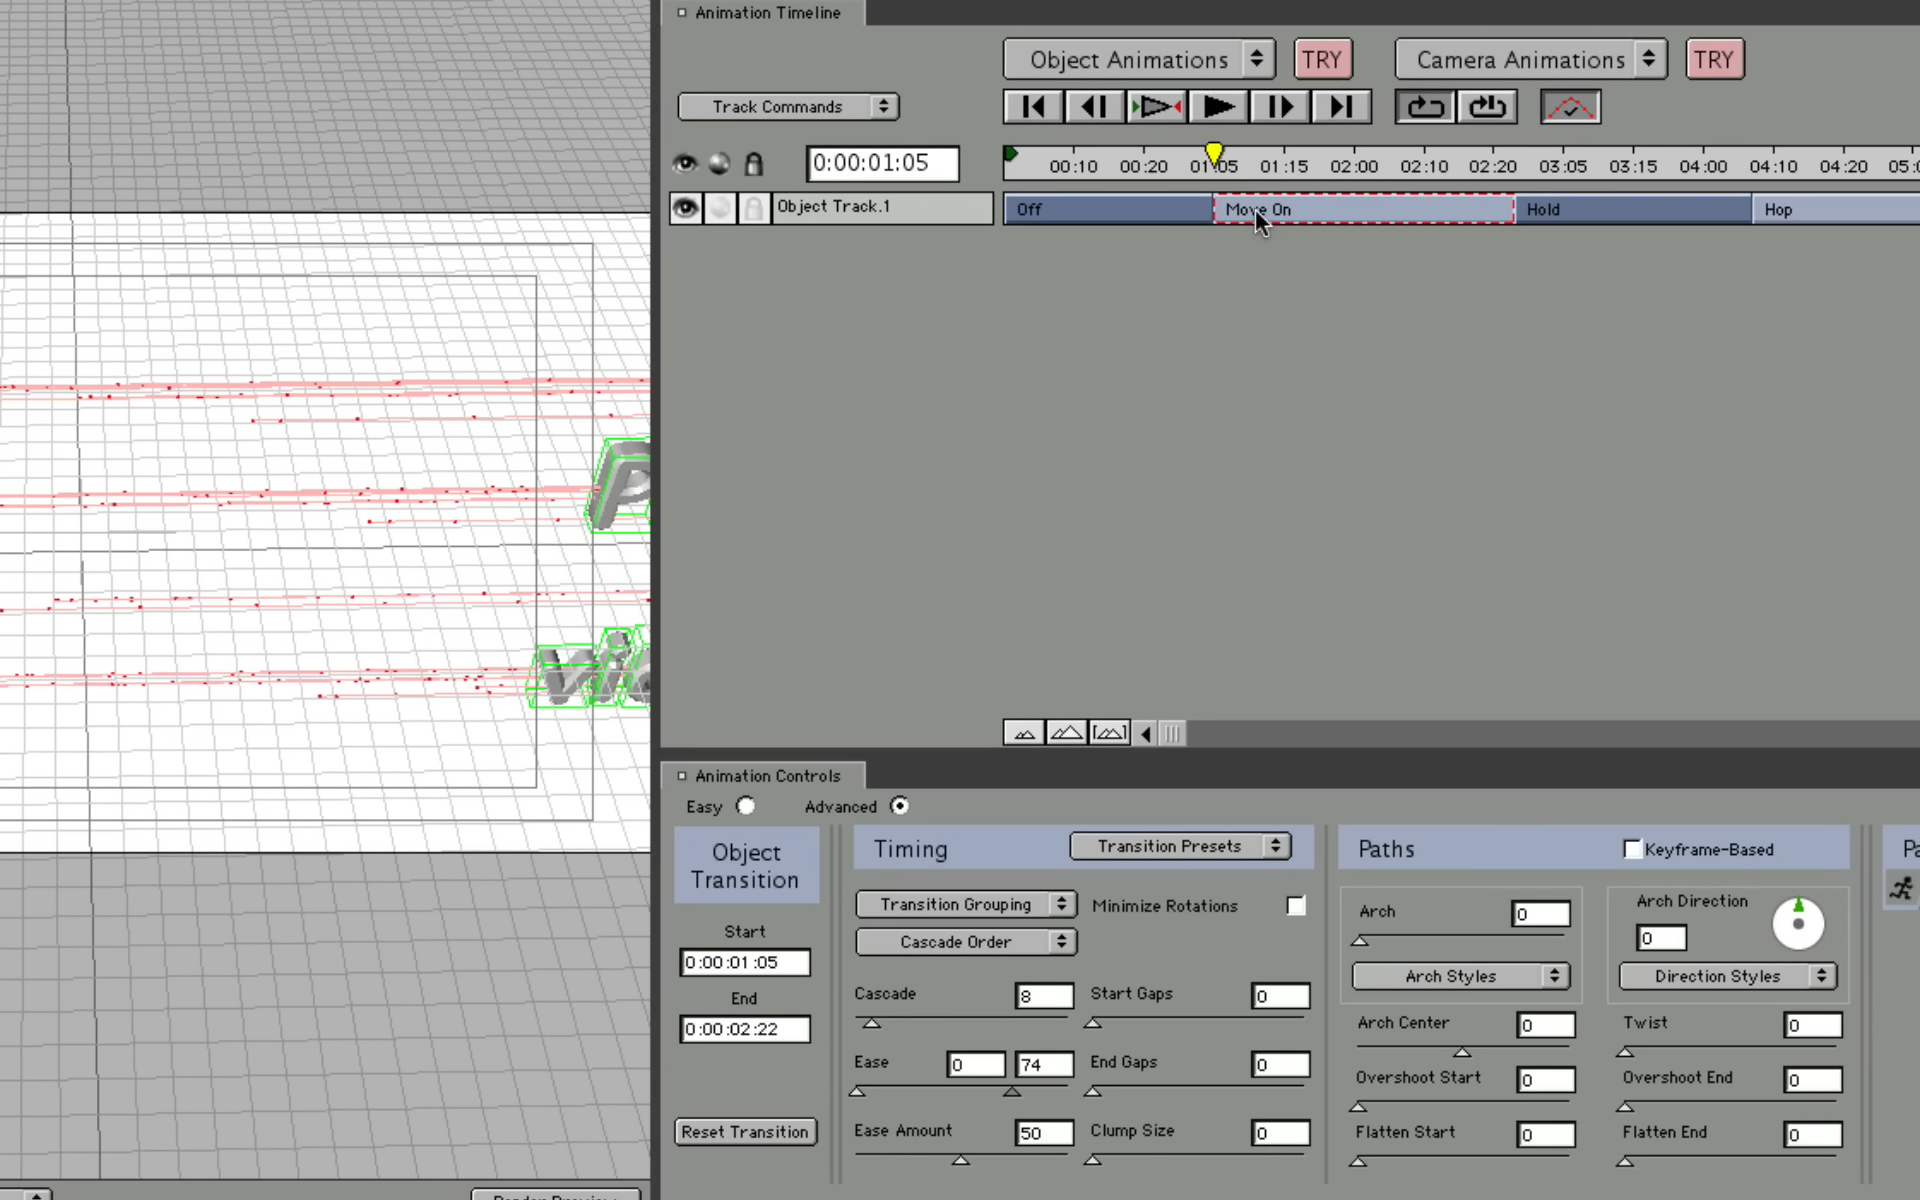 Animation Timeline
Object Animations TRY Camera Animations TRY
Track Commands
0:00:01:05 00:10 00:20 01:05 01:15 02:00 02:10 02:20 03:05 03:15 04:00 04:10 04:20
Object Track.1 Off Move On Hold Hop
Animation Controls
Easy Advanced
Object Transition
Start
0:00:01:05
End
0:00:02:22
Reset Transition
Timing Transition Presets
Transition Grouping Minimize Rotations
Cascade Order
Cascade 8 Start Gaps 0
Ease 0 74 End Gaps 0
Ease Amount 50 Clump Size 0
Paths Keyframe-Based
Arch 0 Arch Direction 0
Arch Styles Direction Styles
Arch Center 0 Twist 0
Overshoot Start 0 Overshoot End 0
Flatten Start 0 Flatten End 0